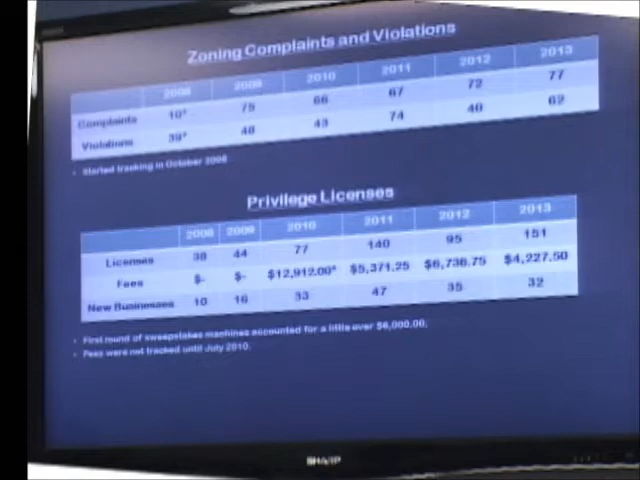 Zoning Complaints and Violations
2008 2009 2010 2011 2012 2013
Complaints 10* 75 66 67 72 77
Violations 39* 48 43 74 40 62
• Started tracking in October 2008
Privilege Licenses
2008 2009 2010 2011 2012 2013
Licenses 38 44 77 140 95 151
Fees $- $- $12,912.00* $5,371.25 $6,736.75 $4,227.50
New Businesses 10 16 33 47 35 32
• First round of sweepstakes machines accounted for a little over $6,000.00.
• Fees were not tracked until July 2010.
SHARP